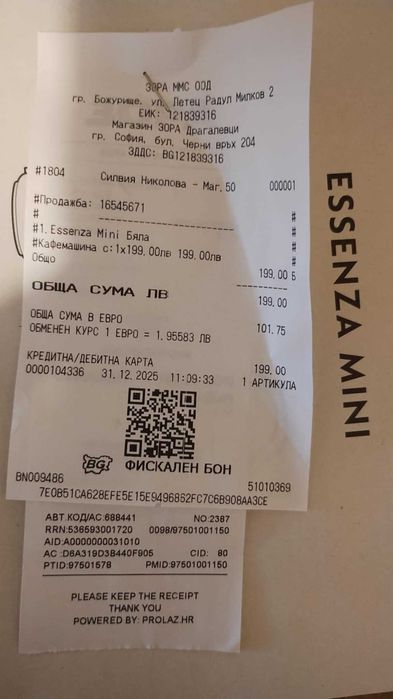 ЗОРА ММС ООД
гр. Божурище, ул. Летец Радул Милков 2
ЕИК: 121839316
Магазин ЗОРА Драгалевци
гр. София, бул. Черни връх 204
ЗДДС: BG121839316
#1804
Силвия Николова - Маг.50 000001
#Продажба: 16545671 #
# ---------------- #
#1. Essenza Mini Бяла #
#Кафемашина с:1x199,00лв 199,00лв #
Общо 199,00 Б
ОБЩА СУМА ЛВ 199,00
ОБЩА СУМА В ЕВРО 101.75
ОБМЕНЕН КУРС 1 ЕВРО = 1.95583 ЛВ
КРЕДИТНА/ДЕБИТНА КАРТА 199,00
0000104336 31.12.2025 11:09:33 1 АРТИКУЛА
BG ФИСКАЛЕН БОН
BN009486 51010369
7E0B51CA628EFE5E15E9496862FC7C6B908AA3CE
АВТ.КОД/AC:688441 NO:2387
RRN:536593001720 0098/97501001150
AID:A0000000031010
AC :D6A319D3B440F905 CID: 80
PTID:97501578 PMID:97501001150
PLEASE KEEP THE RECEIPT
THANK YOU
POWERED BY: PROLAZ.HR
ESSENZA MINI